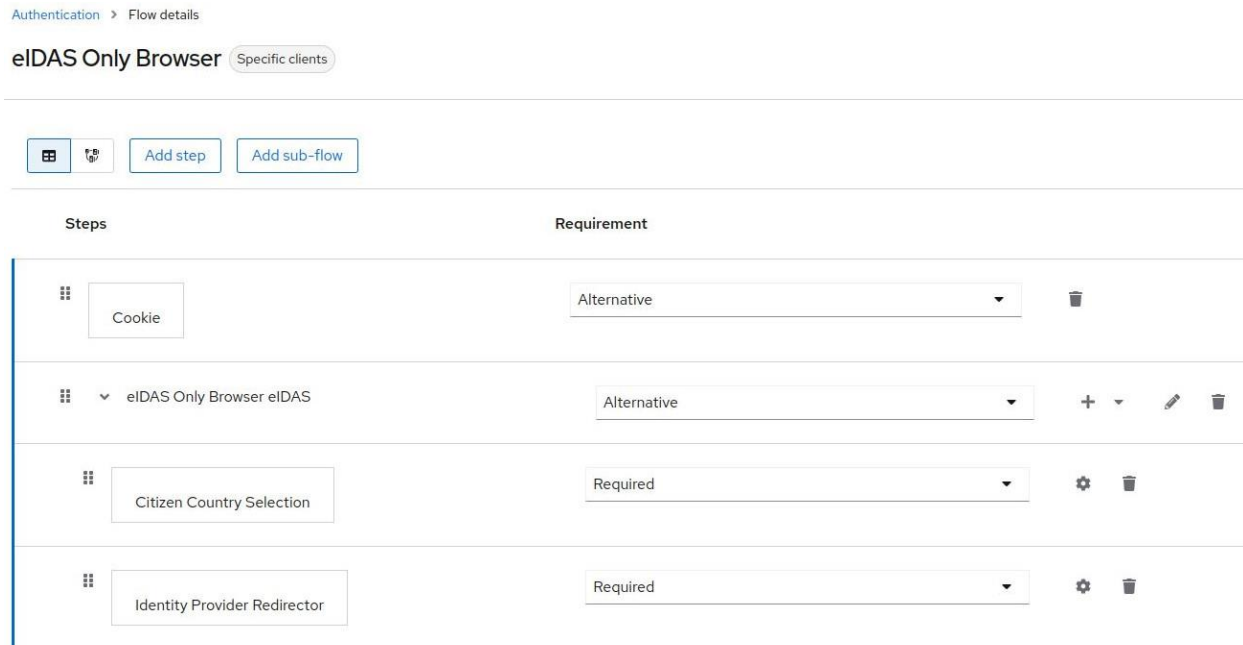 Authentication > Flow details
eIDAS Only Browser Specific clients
Add step Add sub-flow
Steps Requirement
Cookie Alternative
eIDAS Only Browser eIDAS Alternative
Citizen Country Selection Required
Identity Provider Redirector Required